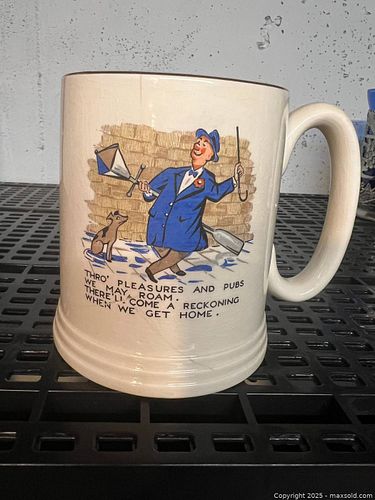 THRO' PLEASURES AND PUBS
WE MAY ROAM.
THERE'LL COME A RECKONING
WHEN WE GET HOME.
Copyright 2025 - maxsold.com